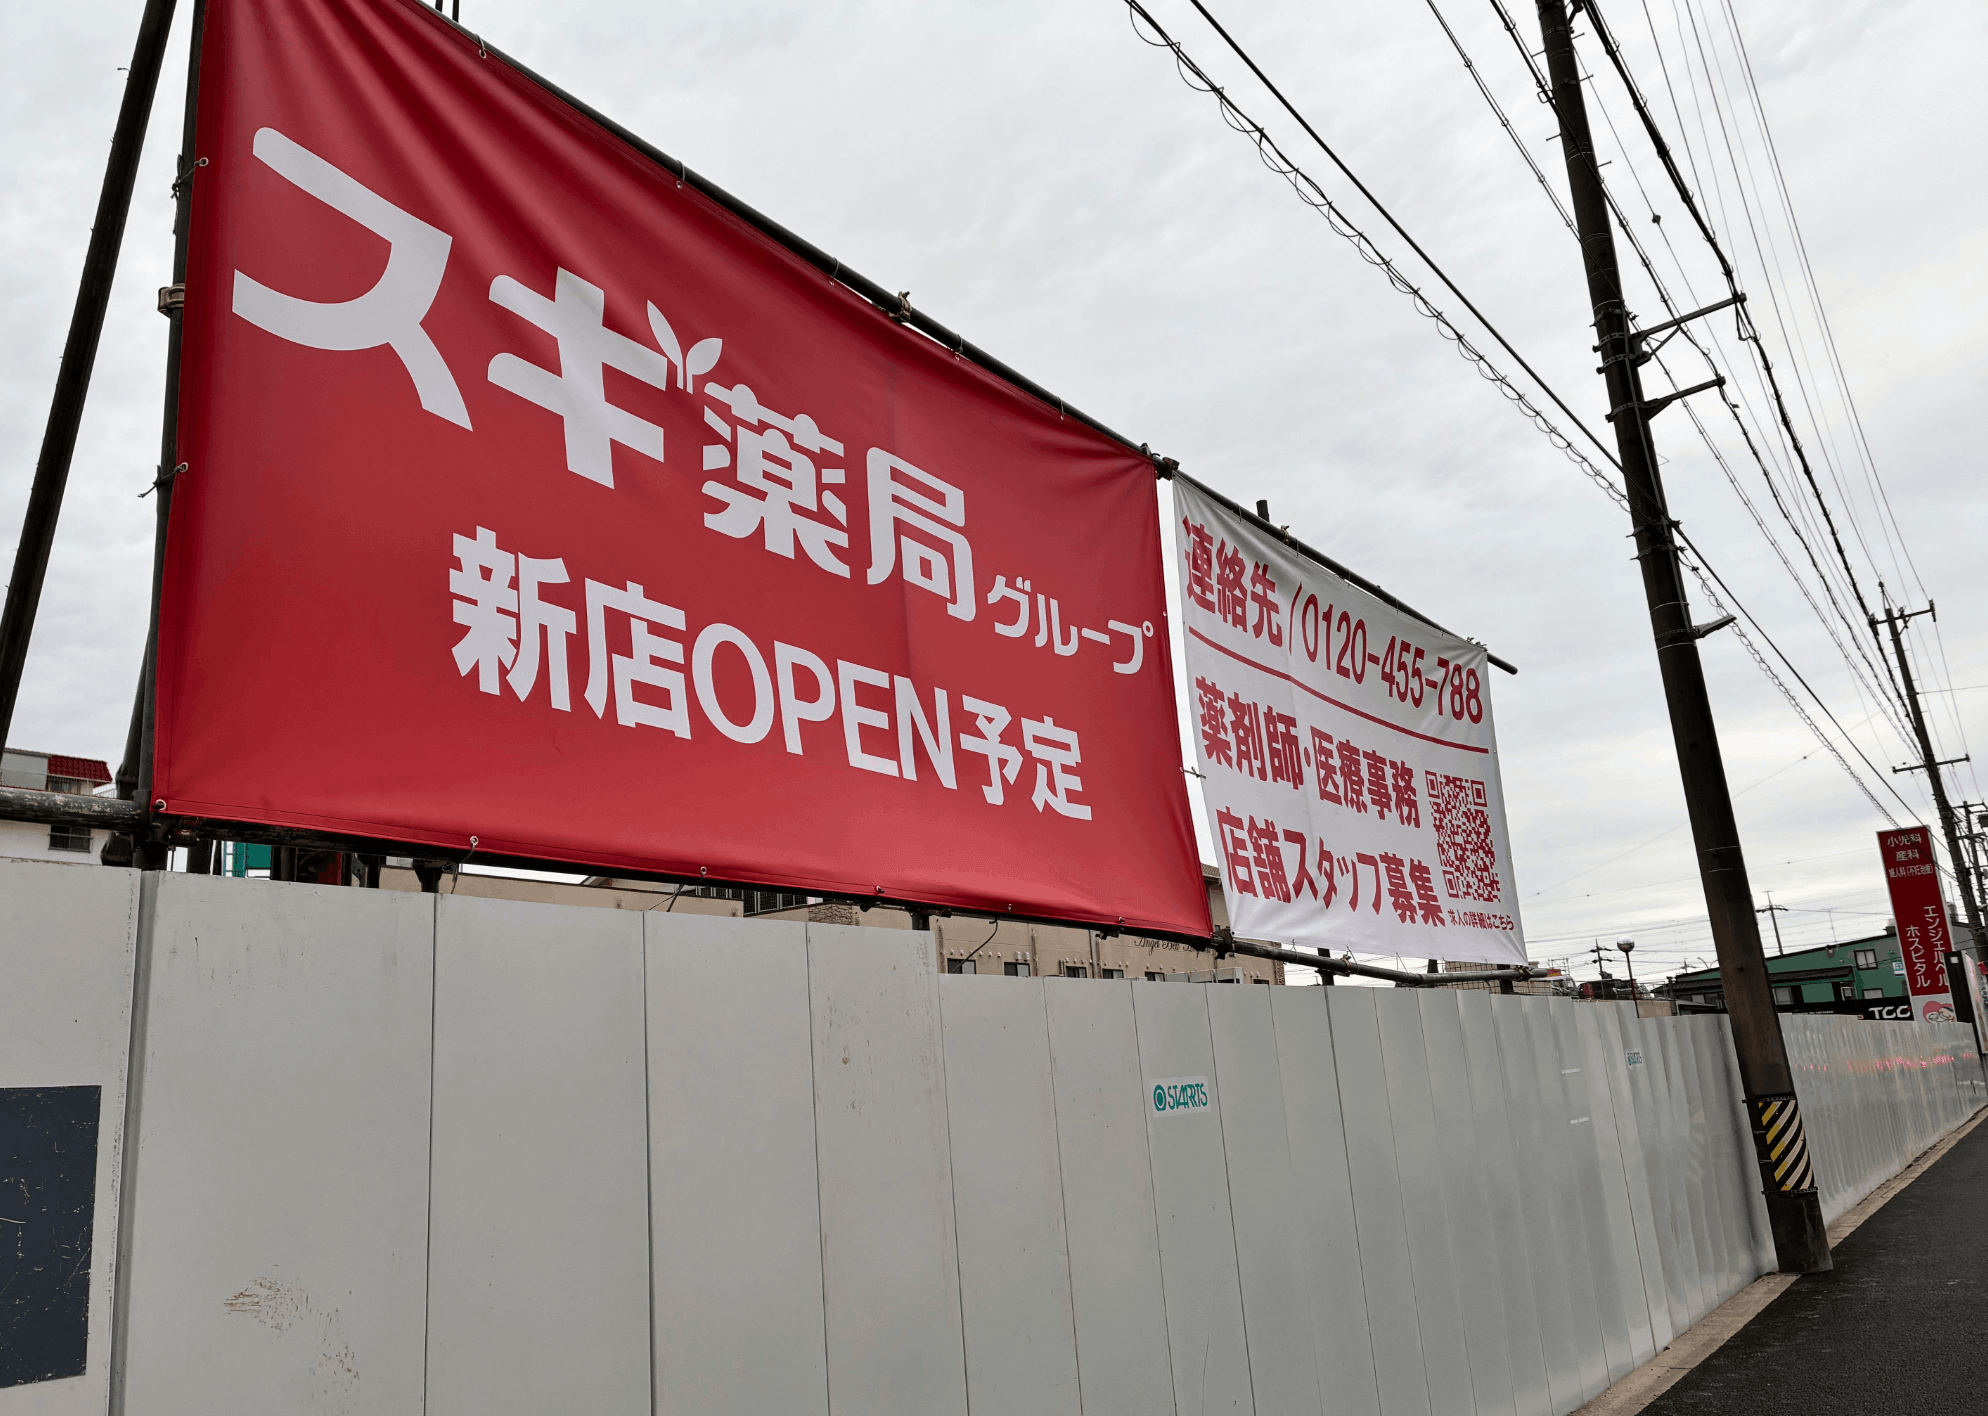 スギ薬局グループ
新店OPEN予定
連絡先/0120-455-788
薬剤師・医療事務
店舗スタッフ募集
求人の詳細はこちら
STARTS
小児科
産科
エンジェルベル
ホスピタル
TCC